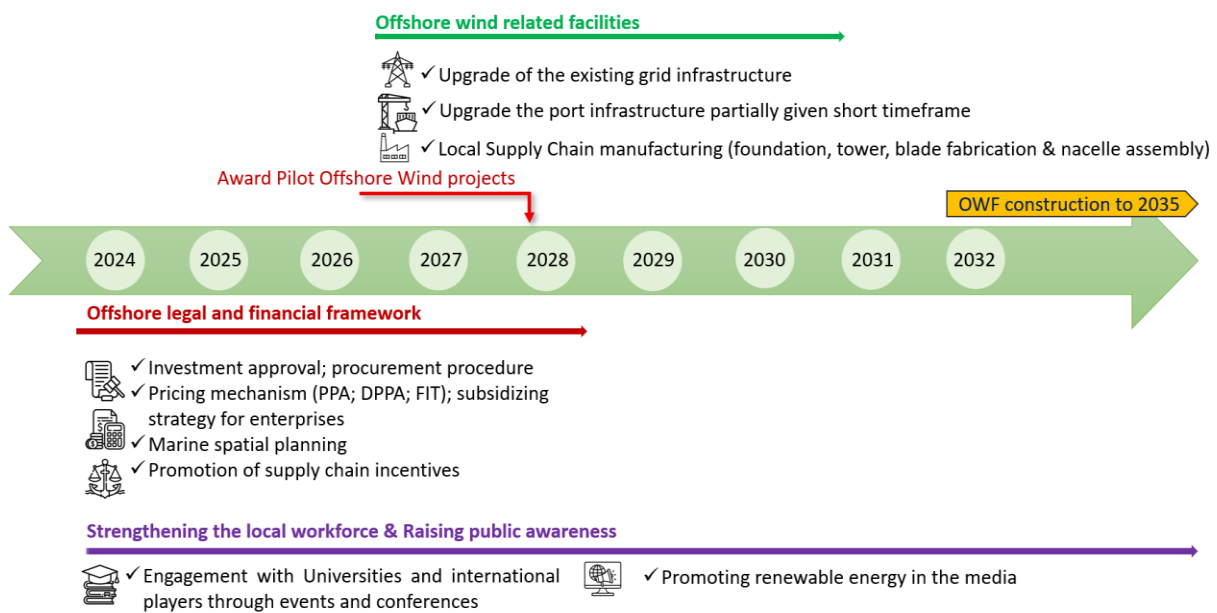 Offshore wind related facilities
✓ Upgrade of the existing grid infrastructure
✓ Upgrade the port infrastructure partially given short timeframe
✓ Local Supply Chain manufacturing (foundation, tower, blade fabrication & nacelle assembly)
Award Pilot Offshore Wind projects
OWF construction to 2035
2024 2025 2026 2027 2028 2029 2030 2031 2032
Offshore legal and financial framework
✓ Investment approval; procurement procedure
✓ Pricing mechanism (PPA; DPPA; FIT); subsidizing
strategy for enterprises
✓ Marine spatial planning
✓ Promotion of supply chain incentives
Strengthening the local workforce & Raising public awareness
✓ Engagement with Universities and international
players through events and conferences
✓ Promoting renewable energy in the media